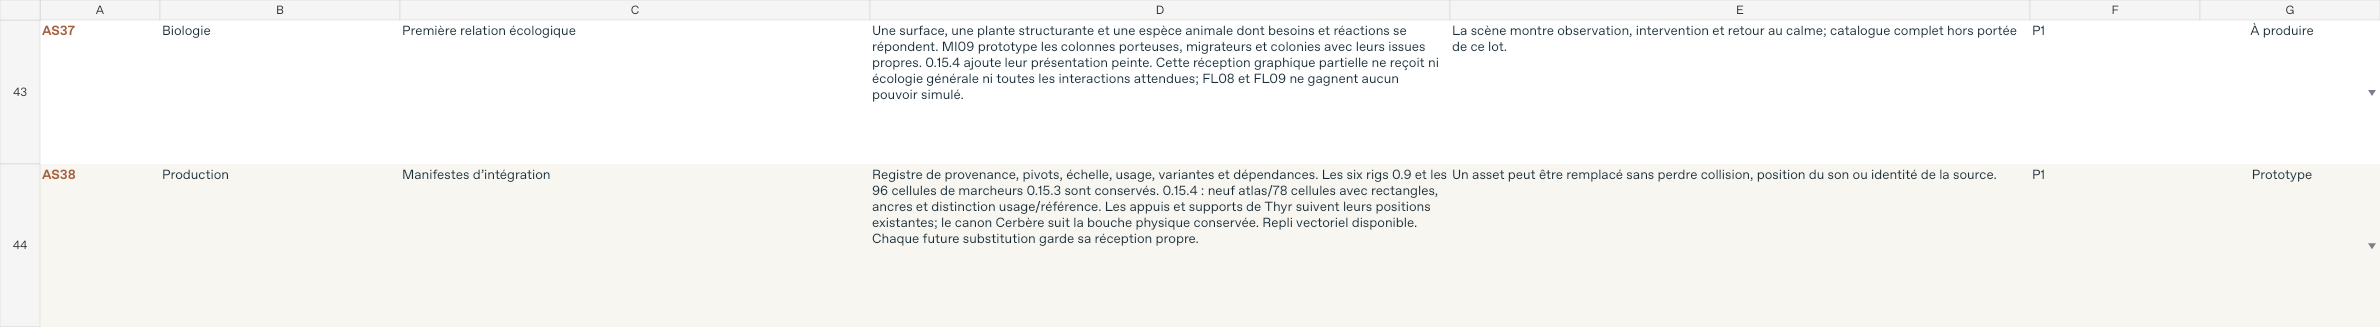 A B C D E F G
43
AS37 Biologie Première relation écologique
Une surface, une plante structurante et une espèce animale dont besoins et réactions se
répondent. MI09 prototype les colonnes porteuses, migrateurs et colonies avec leurs issues
propres. 0.15.4 ajoute leur présentation peinte. Cette réception graphique partielle ne reçoit ni
écologie générale ni toutes les interactions attendues; FL08 et FL09 ne gagnent aucun
pouvoir simulé.
La scène montre observation, intervention et retour au calme; catalogue complet hors portée
de ce lot.
P1 À produire
44
AS38 Production Manifestes d’intégration
Registre de provenance, pivots, échelle, usage, variantes et dépendances. Les six rigs 0.9 et les
96 cellules de marcheurs 0.15.3 sont conservés. 0.15.4 : neuf atlas/78 cellules avec rectangles,
ancres et distinction usage/référence. Les appuis et supports de Thyr suivent leurs positions
existantes; le canon Cerbère suit la bouche physique conservée. Repli vectoriel disponible.
Chaque future substitution garde sa réception propre.
Un asset peut être remplacé sans perdre collision, position du son ou identité de la source.
P1 Prototype